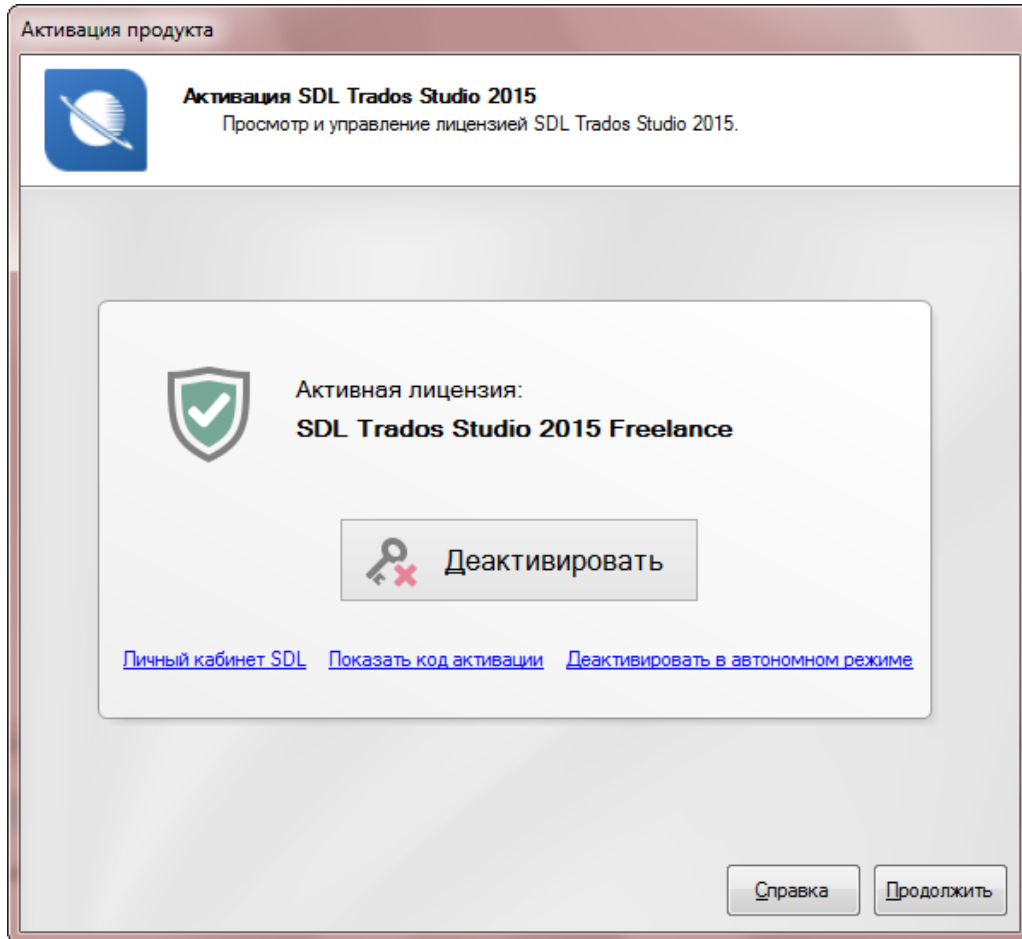 Активация продукта
Активация SDL Trados Studio 2015
Просмотр и управление лицензией SDL Trados Studio 2015.
Активная лицензия:
SDL Trados Studio 2015 Freelance
Деактивировать
Личный кабинет SDL Показать код активации Деактивировать в автономном режиме
Справка Продолжить